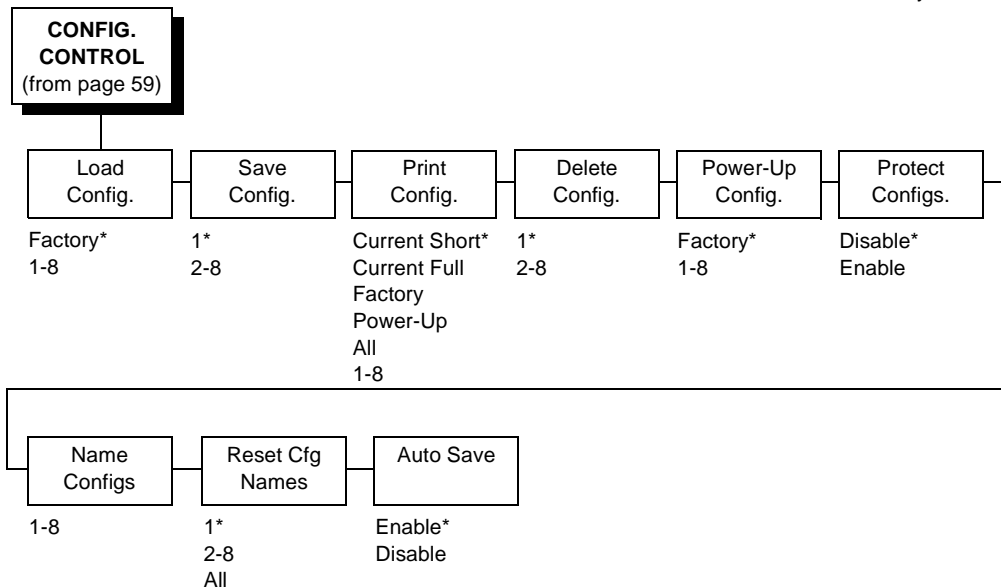 CONFIG.
CONTROL
(from page 59)
Load
Config.
Save
Config.
Print
Config.
Delete
Config.
Power-Up
Config.
Protect
Configs.
Factory*
1-8
1*
2-8
Current Short*
Current Full
Factory
Power-Up
All
1-8
1*
2-8
Factory*
1-8
Disable*
Enable
Name
Configs
Reset Cfg
Names
Auto Save
1-8
1*
2-8
All
Enable*
Disable